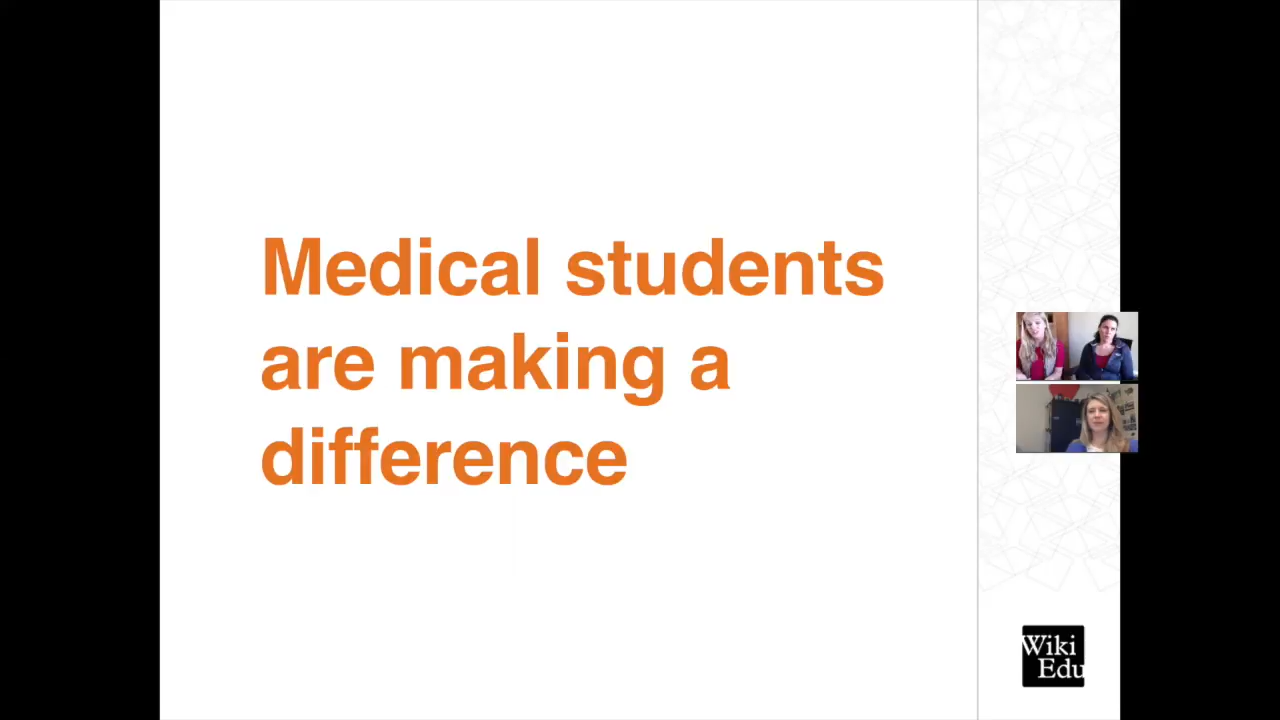 Medical students
are making a
difference
Wiki
Edu